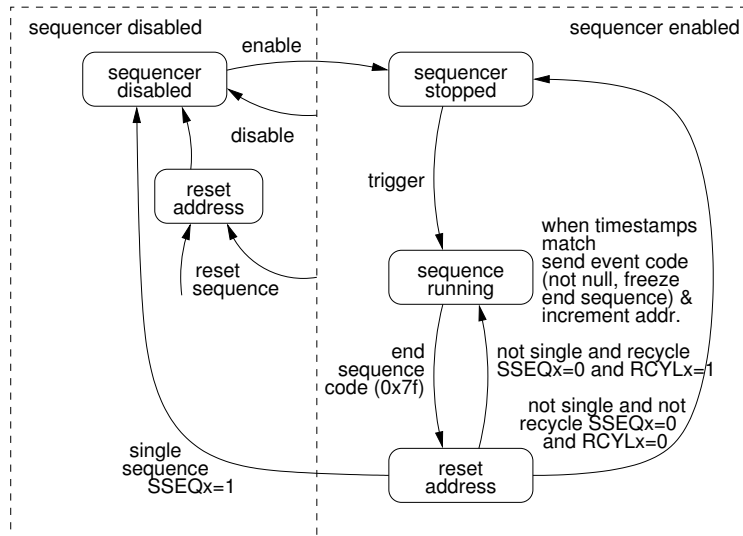 sequencer disabled
sequencer enabled
enable
sequencer
disabled
sequencer
stopped
disable
trigger
reset
address
when timestamps
match
send event code
(not null, freeze
end sequence) &
increment addr.
reset
sequence
sequence
running
end
sequence
code (0x7f)
not single and recycle
SSEQx=0 and RCYLx=1
not single and not
recycle SSEQx=0
and RCYLx=0
single
sequence
SSEQx=1
reset
address